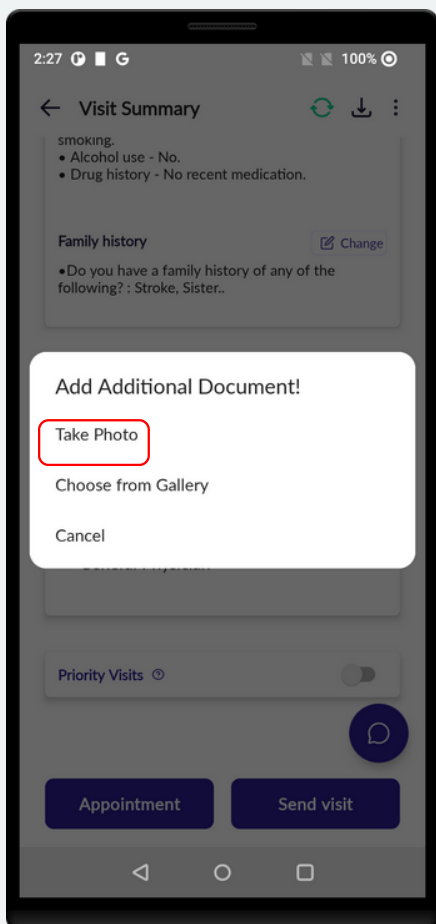 2:27 G 100%
Visit Summary
smoking.
• Alcohol use - No.
• Drug history - No recent medication.
Family history Change
•Do you have a family history of any of the
following? : Stroke, Sister..
Add Additional Document!
Take Photo
Choose from Gallery
Cancel
General Physician
Priority Visits
Appointment Send visit